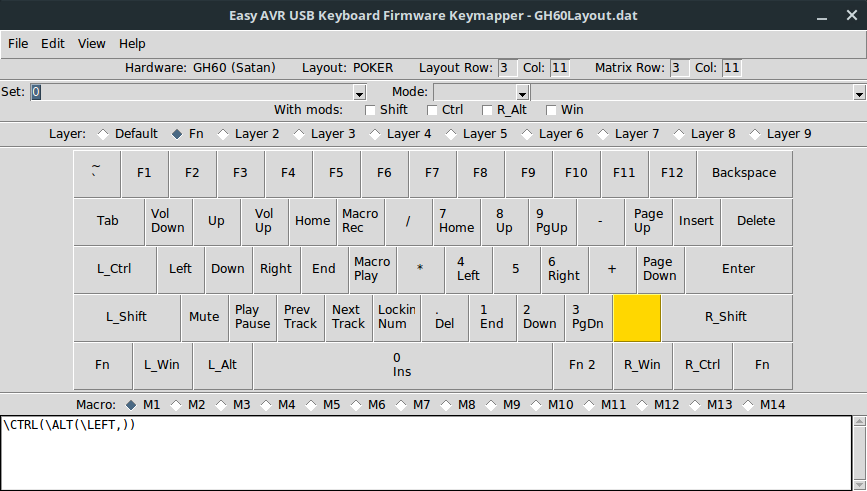 Easy AVR USB Keyboard Firmware Keymapper - GH60Layout.dat
File Edit View Help
Hardware: GH60 (Satan) Layout: POKER Layout Row: 3 Col: 11 Matrix Row: 3 Col: 11
Set: 0 Mode:
With mods: Shift Ctrl R_Alt Win
Layer: Default Fn Layer 2 Layer 3 Layer 4 Layer 5 Layer 6 Layer 7 Layer 8 Layer 9
~
` F1 F2 F3 F4 F5 F6 F7 F8 F9 F10 F11 F12 Backspace
Tab Vol Down Up Vol Up Home Macro Rec / 7 Home 8 Up 9 PgUp - Page Up Insert Delete
L_Ctrl Left Down Right End Macro Play * 4 Left 5 6 Right + Page Down Enter
L_Shift Mute Play Pause Prev Track Next Track Lockin Num . Del 1 End 2 Down 3 PgDn R_Shift
Fn L_Win L_Alt 0 Ins Fn 2 R_Win R_Ctrl Fn
Macro: M1 M2 M3 M4 M5 M6 M7 M8 M9 M10 M11 M12 M13 M14
\CTRL(\ALT(\LEFT,))